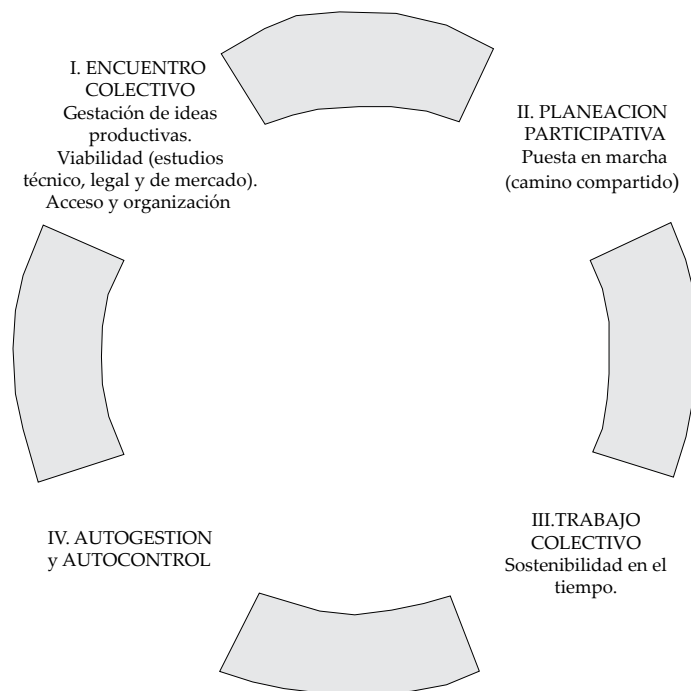 I. ENCUENTRO
COLECTIVO
Gestación de ideas
productivas.
Viabilidad (estudios
técnico, legal y de mercado).
Acceso y organización
II. PLANEACION
PARTICIPATIVA
Puesta en marcha
(camino compartido)
III.TRABAJO
COLECTIVO
Sostenibilidad en el
tiempo.
IV. AUTOGESTION
y AUTOCONTROL